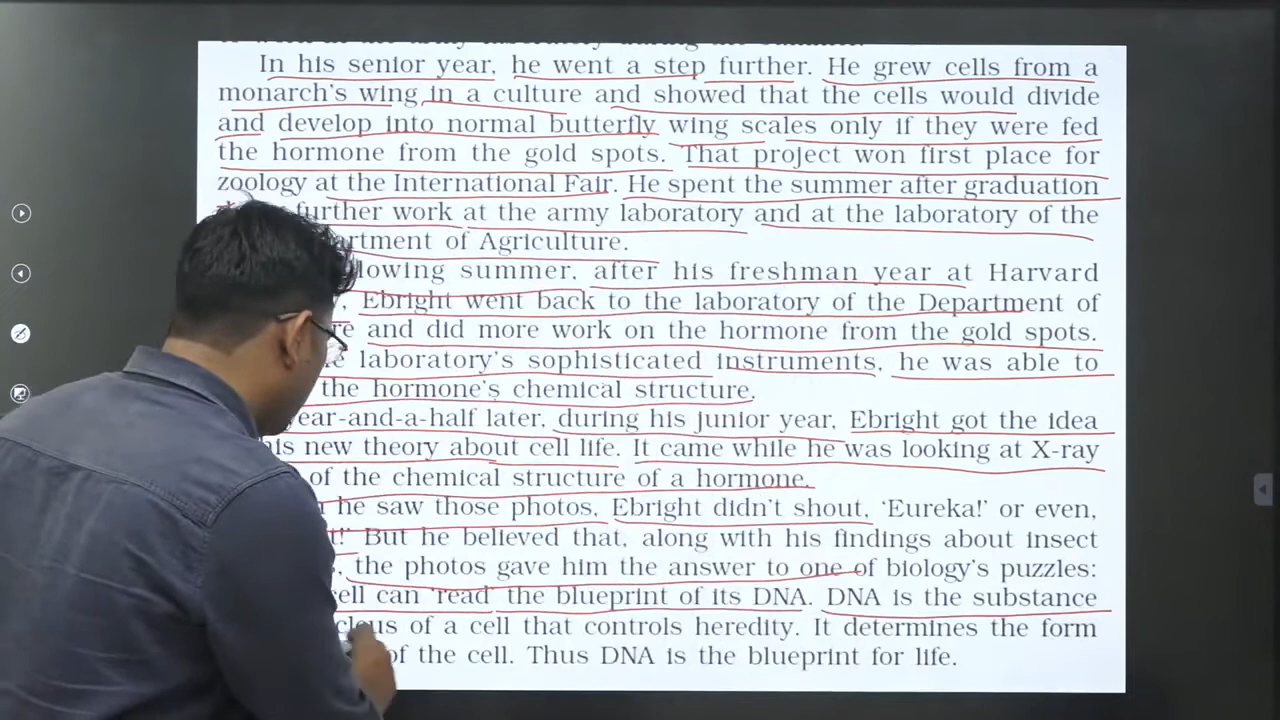 In his senior year, he went a step further. He grew cells from a
monarch's wing in a culture and showed that the cells would divide
and develop into normal butterfly wing scales only if they were fed
the hormone from the gold spots. That project won first place for
zoology at the International Fair. He spent the summer after graduation
further work at the army laboratory and at the laboratory of the
artment of Agriculture.
lowing summer, after his freshman year at Harvard
, Ebright went back to the laboratory of the Department of
re and did more work on the hormone from the gold spots.
laboratory's sophisticated instruments, he was able to
the hormone's chemical structure.
ear-and-a-half later, during his junior year, Ebright got the idea
is new theory about cell life. It came while he was looking at X-ray
of the chemical structure of a hormone.
he saw those photos, Ebright didn't shout, 'Eureka!' or even,
t!' But he believed that, along with his findings about insect
, the photos gave him the answer to one of biology's puzzles:
cell can 'read' the blueprint of its DNA. DNA is the substance
cleus of a cell that controls heredity. It determines the form
of the cell. Thus DNA is the blueprint for life.